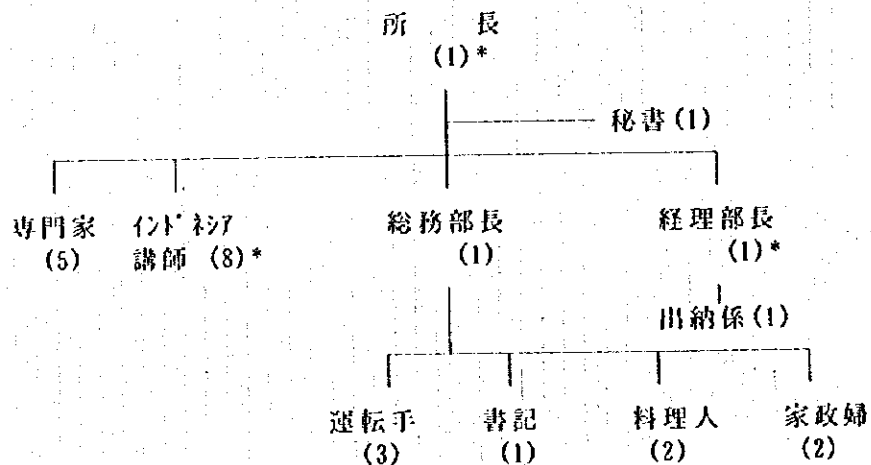 所 長
(1)*
秘書(1)
専門家 ｲﾝﾄﾞﾈｼｱ 総務部長 経理部長
(5) 講師 (8)* (1) (1)*
出納係(1)
運転手 書記 料理人 家政婦
(3) (1) (2) (2)